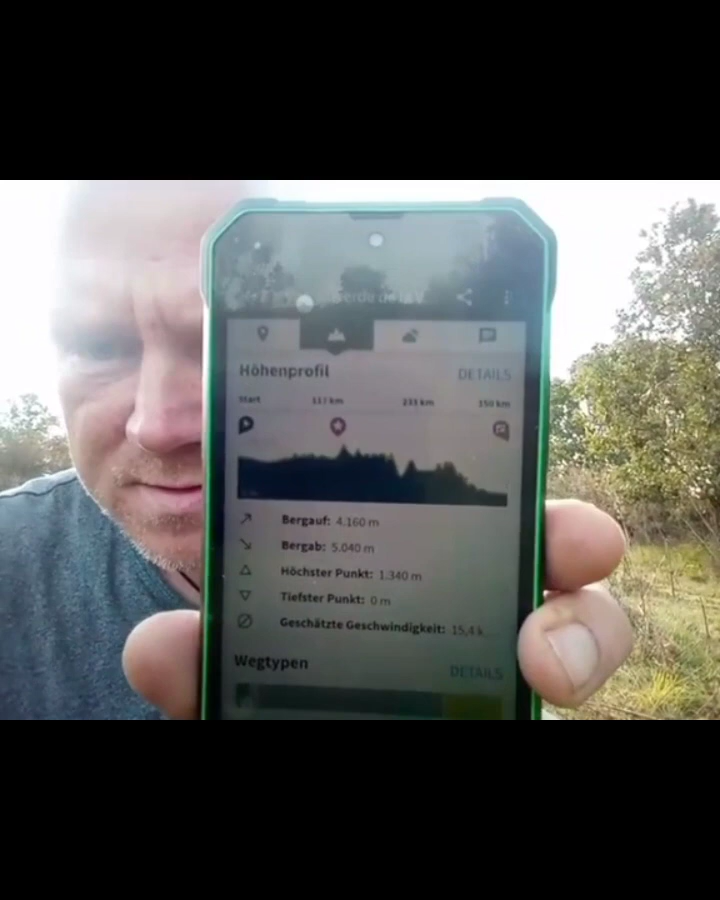 Höhenprofil DETAILS
Start 117 km 233 km 350 km
Bergauf: 4.160 m
Bergab: 5.040 m
Höchster Punkt: 1.340 m
Tiefster Punkt: 0 m
Geschätzte Geschwindigkeit: 15,4 k...
Wegtypen DETAILS